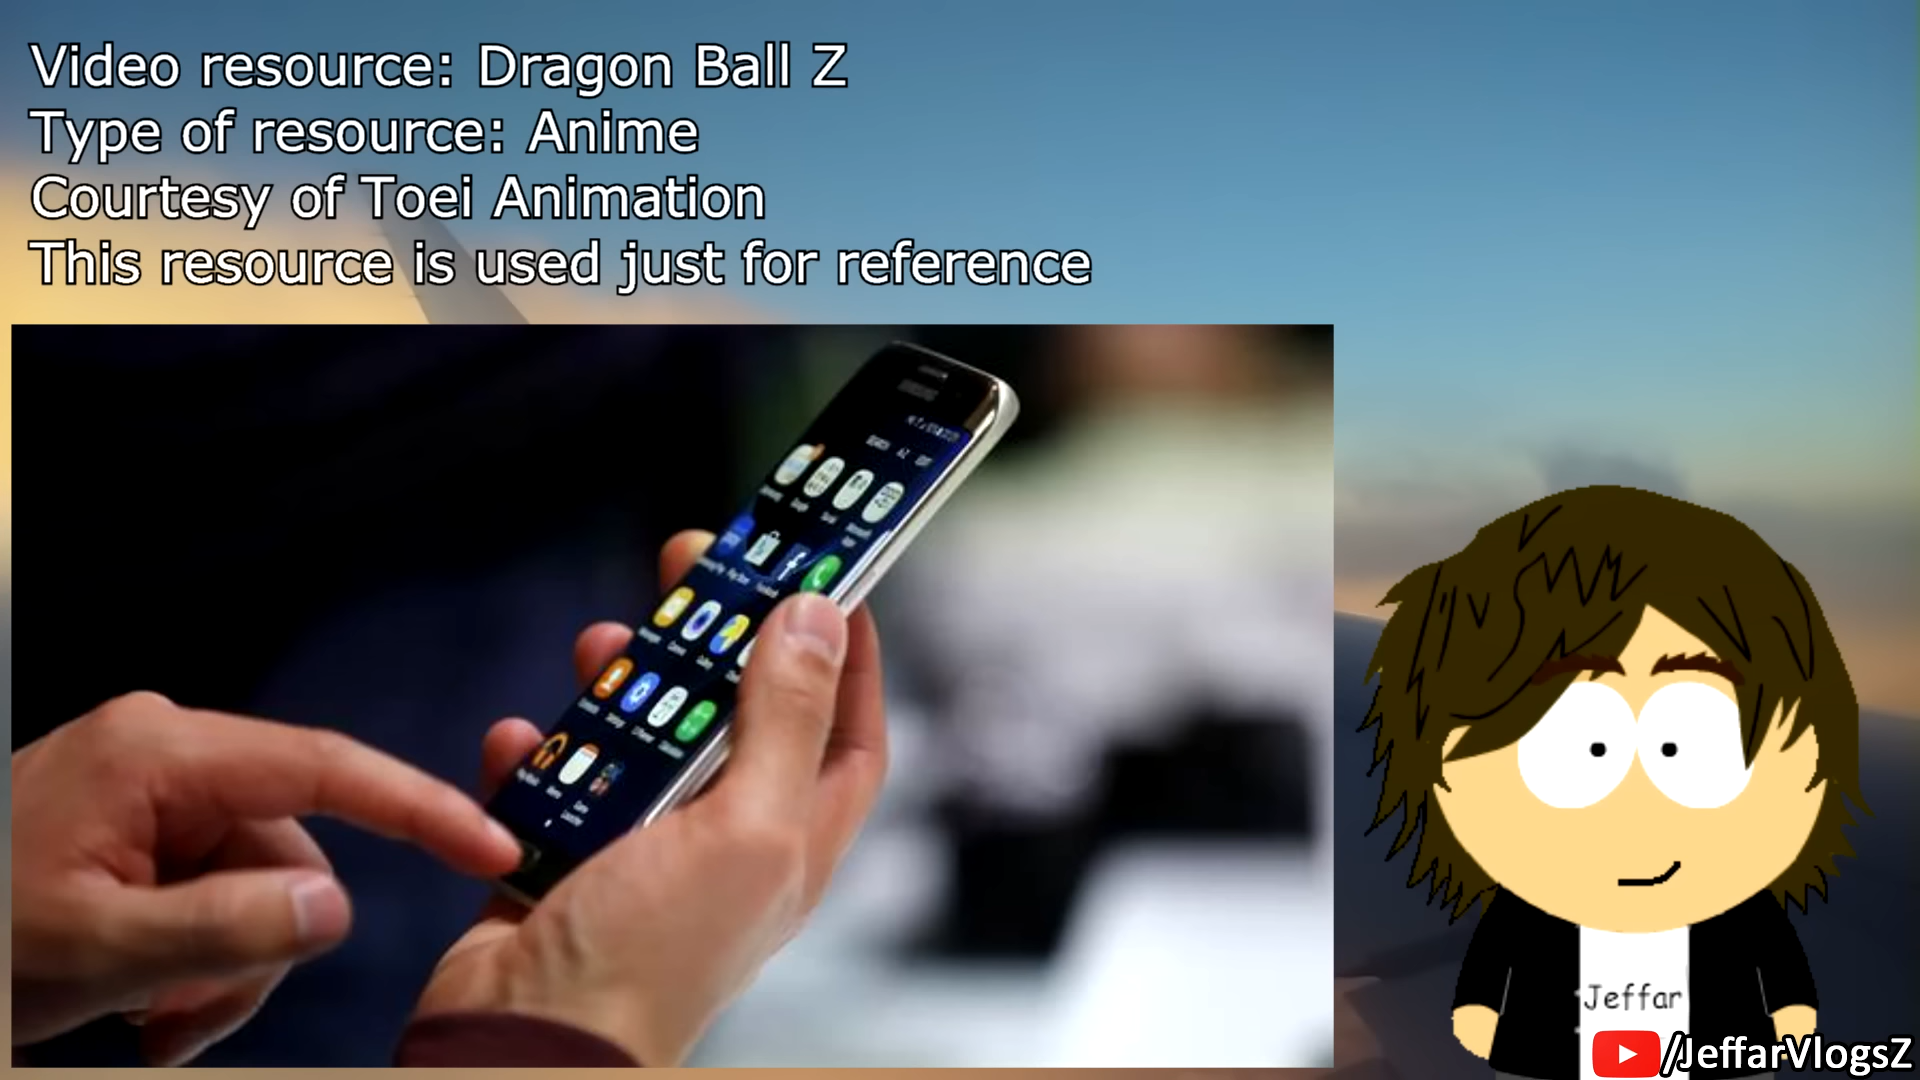 Video resource: Dragon Ball Z
Type of resource: Anime
Courtesy of Toei Animation
This resource is used just for reference
Jeffar
/JeffarVlogsZ